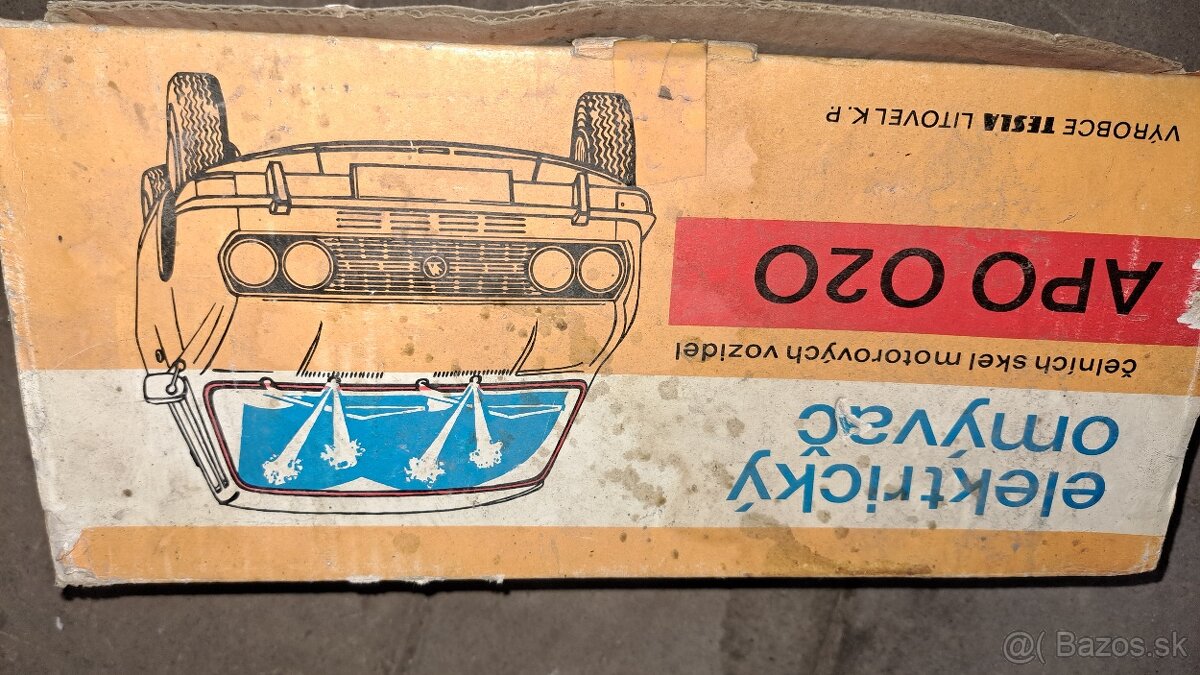 elektrický
omývač
čelních skel motorových vozidel
APO 020
VÝROBCE TESLA LITOVEL K.P.
@( Bazos.sk